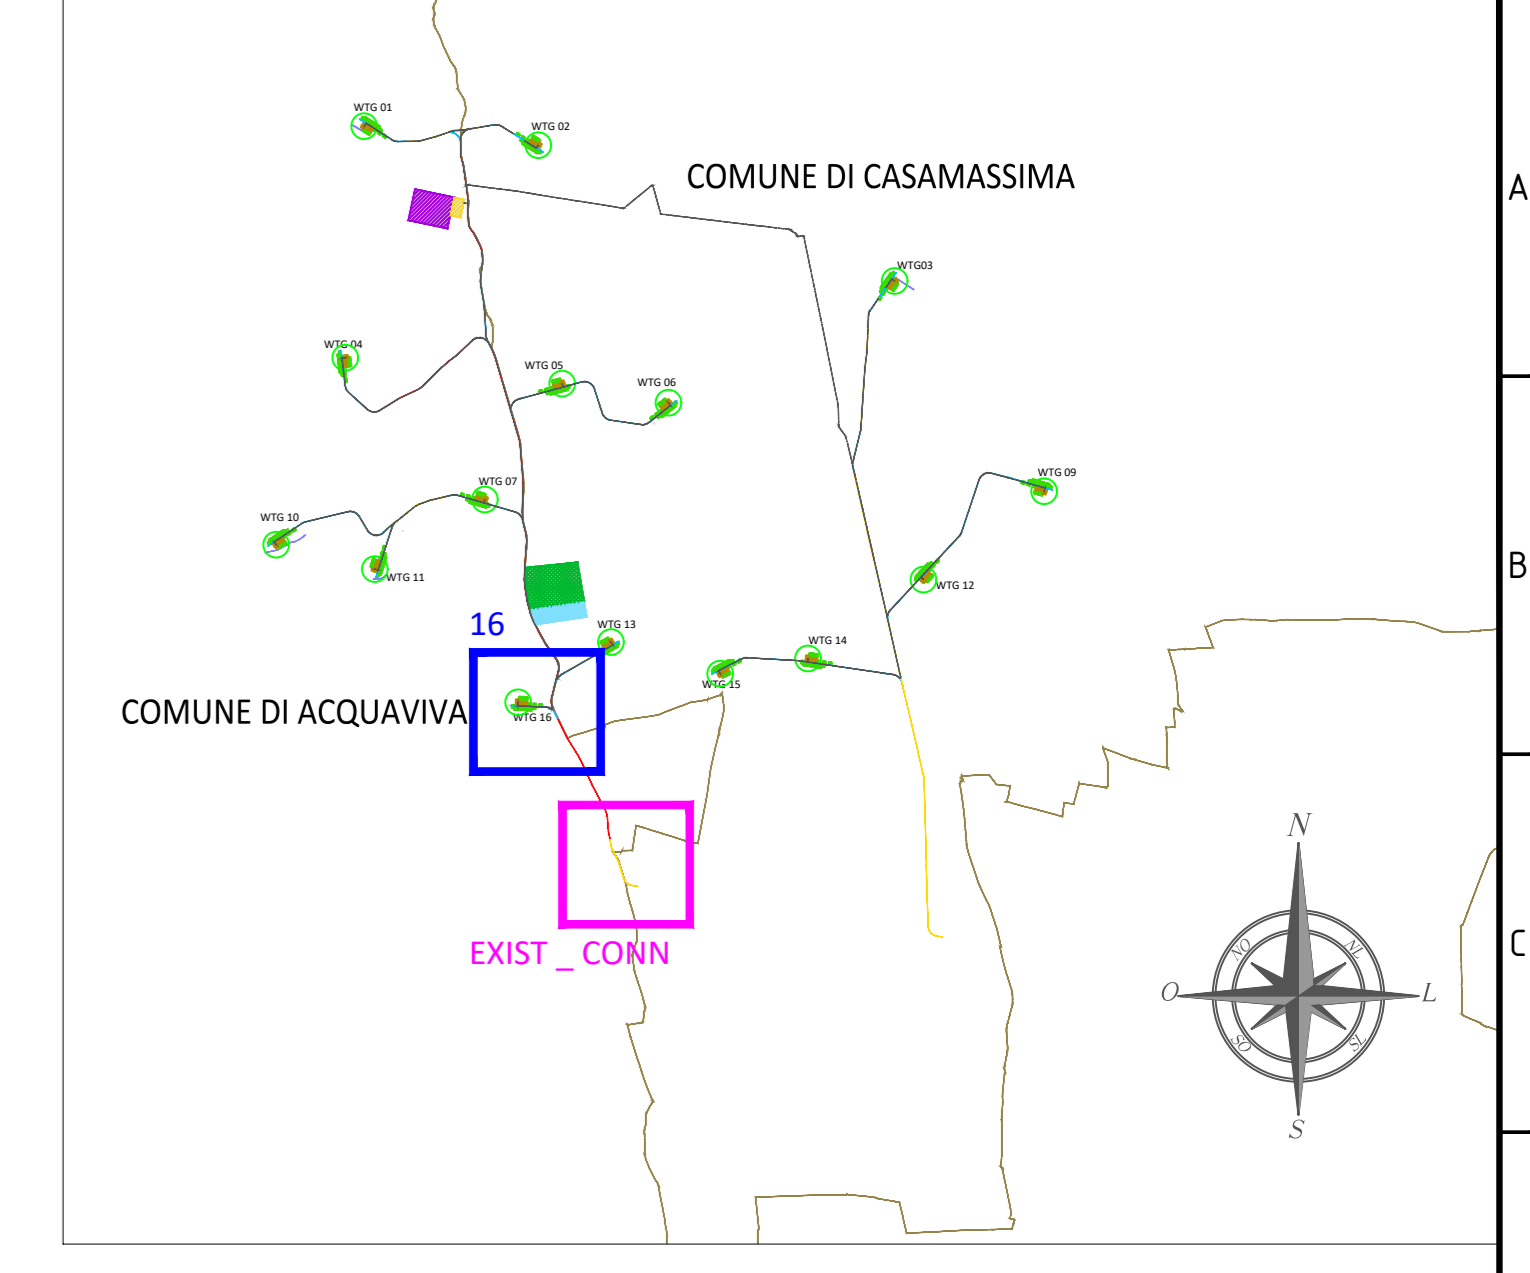 WTG 01
WTG 02
COMUNE DI CASAMASSIMA
A
WTG03
WTG 04
WTG 05
WTG 06
WTG 09
WTG 07
WTG 10
B
WTG 11
WTG 12
16
WTG 13
WTG 14
WTG 15
COMUNE DI ACQUAVIVA
WTG 16
N
EXIST _ CONN
C
NO
NL
O
L
SO
SL
S